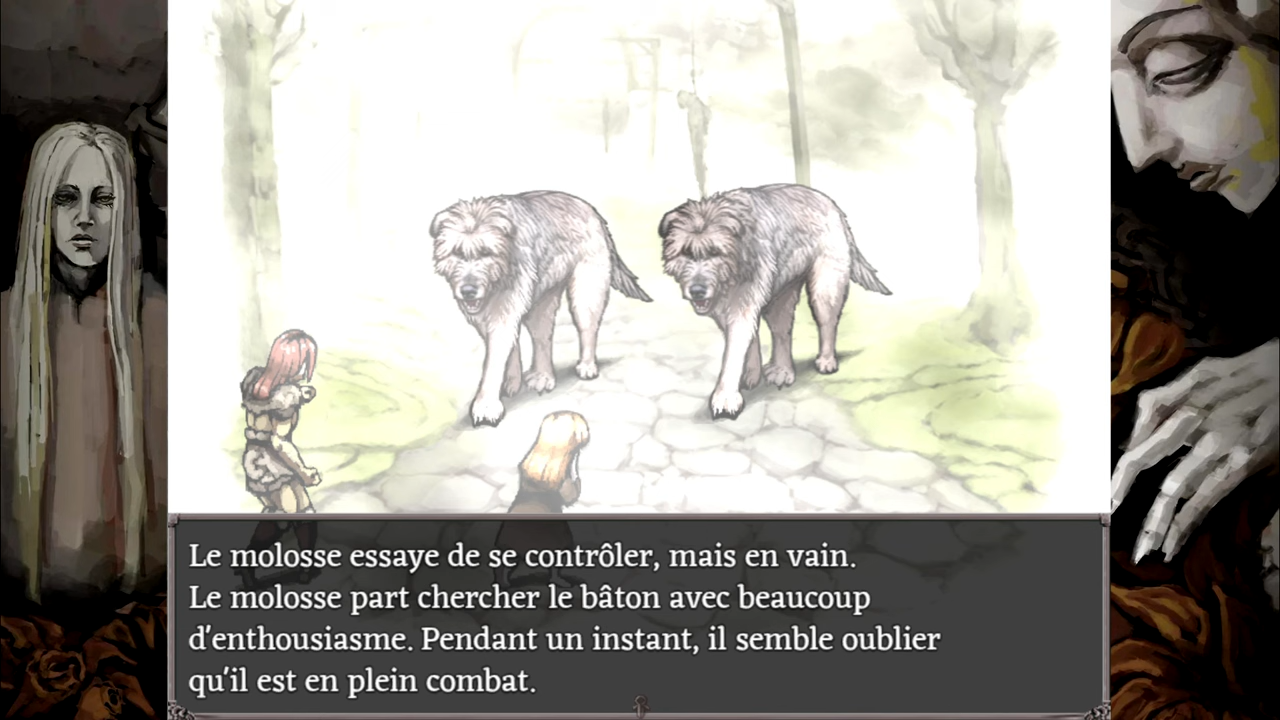 Le molosse essaye de se contrôler, mais en vain.
Le molosse part chercher le bâton avec beaucoup
d'enthousiasme. Pendant un instant, il semble oublier
qu'il est en plein combat.